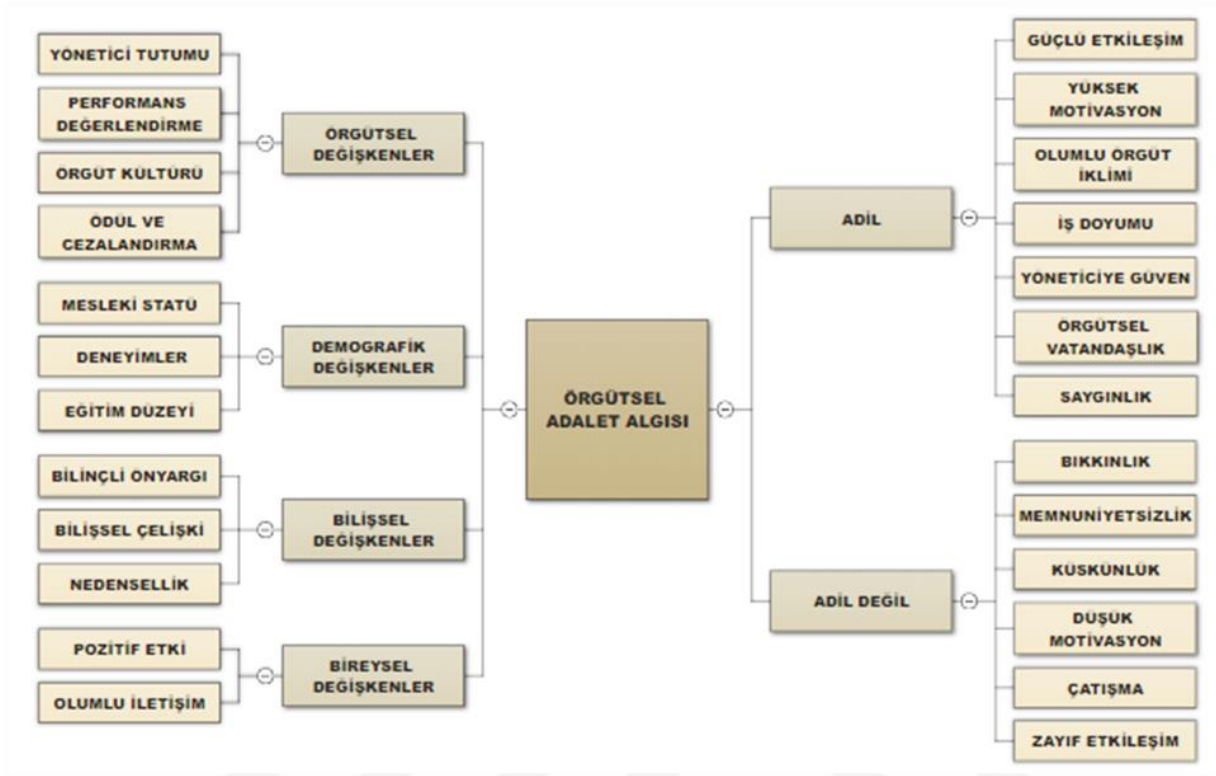 YÖNETİCİ TUTUMU
PERFORMANS
DEĞERLENDİRME
ÖRGÜT KÜLTÜRÜ
ÖDÜL VE
CEZALANDIRMA
ÖRGÜTSEL
DEĞİŞKENLER
MESLEKİ STATÜ
DENEYİMLER
EĞİTİM DÜZEYİ
DEMOGRAFİK
DEĞİŞKENLER
BİLİNÇLİ ÖNYARGI
BİLİŞSEL ÇELİŞKİ
NEDENSELLİK
BİLİŞSEL
DEĞİŞKENLER
POZİTİF ETKİ
OLUMLU İLETİŞİM
BİREYSEL
DEĞİŞKENLER
ÖRGÜTSEL
ADALET ALGISI
ADİL
GÜÇLÜ ETKİLEŞİM
YÜKSEK
MOTİVASYON
OLUMLU ÖRGÜT
İKLİMİ
İŞ DOYUMU
YÖNETİCİYE GÜVEN
ÖRGÜTSEL
VATANDAŞLIK
SAYGINLIK
ADİL DEĞİL
BIKKINLIK
MEMNUNİYETSİZLİK
KÜSKÜNLÜK
DÜŞÜK
MOTİVASYON
ÇATIŞMA
ZAYIF ETKİLEŞİM